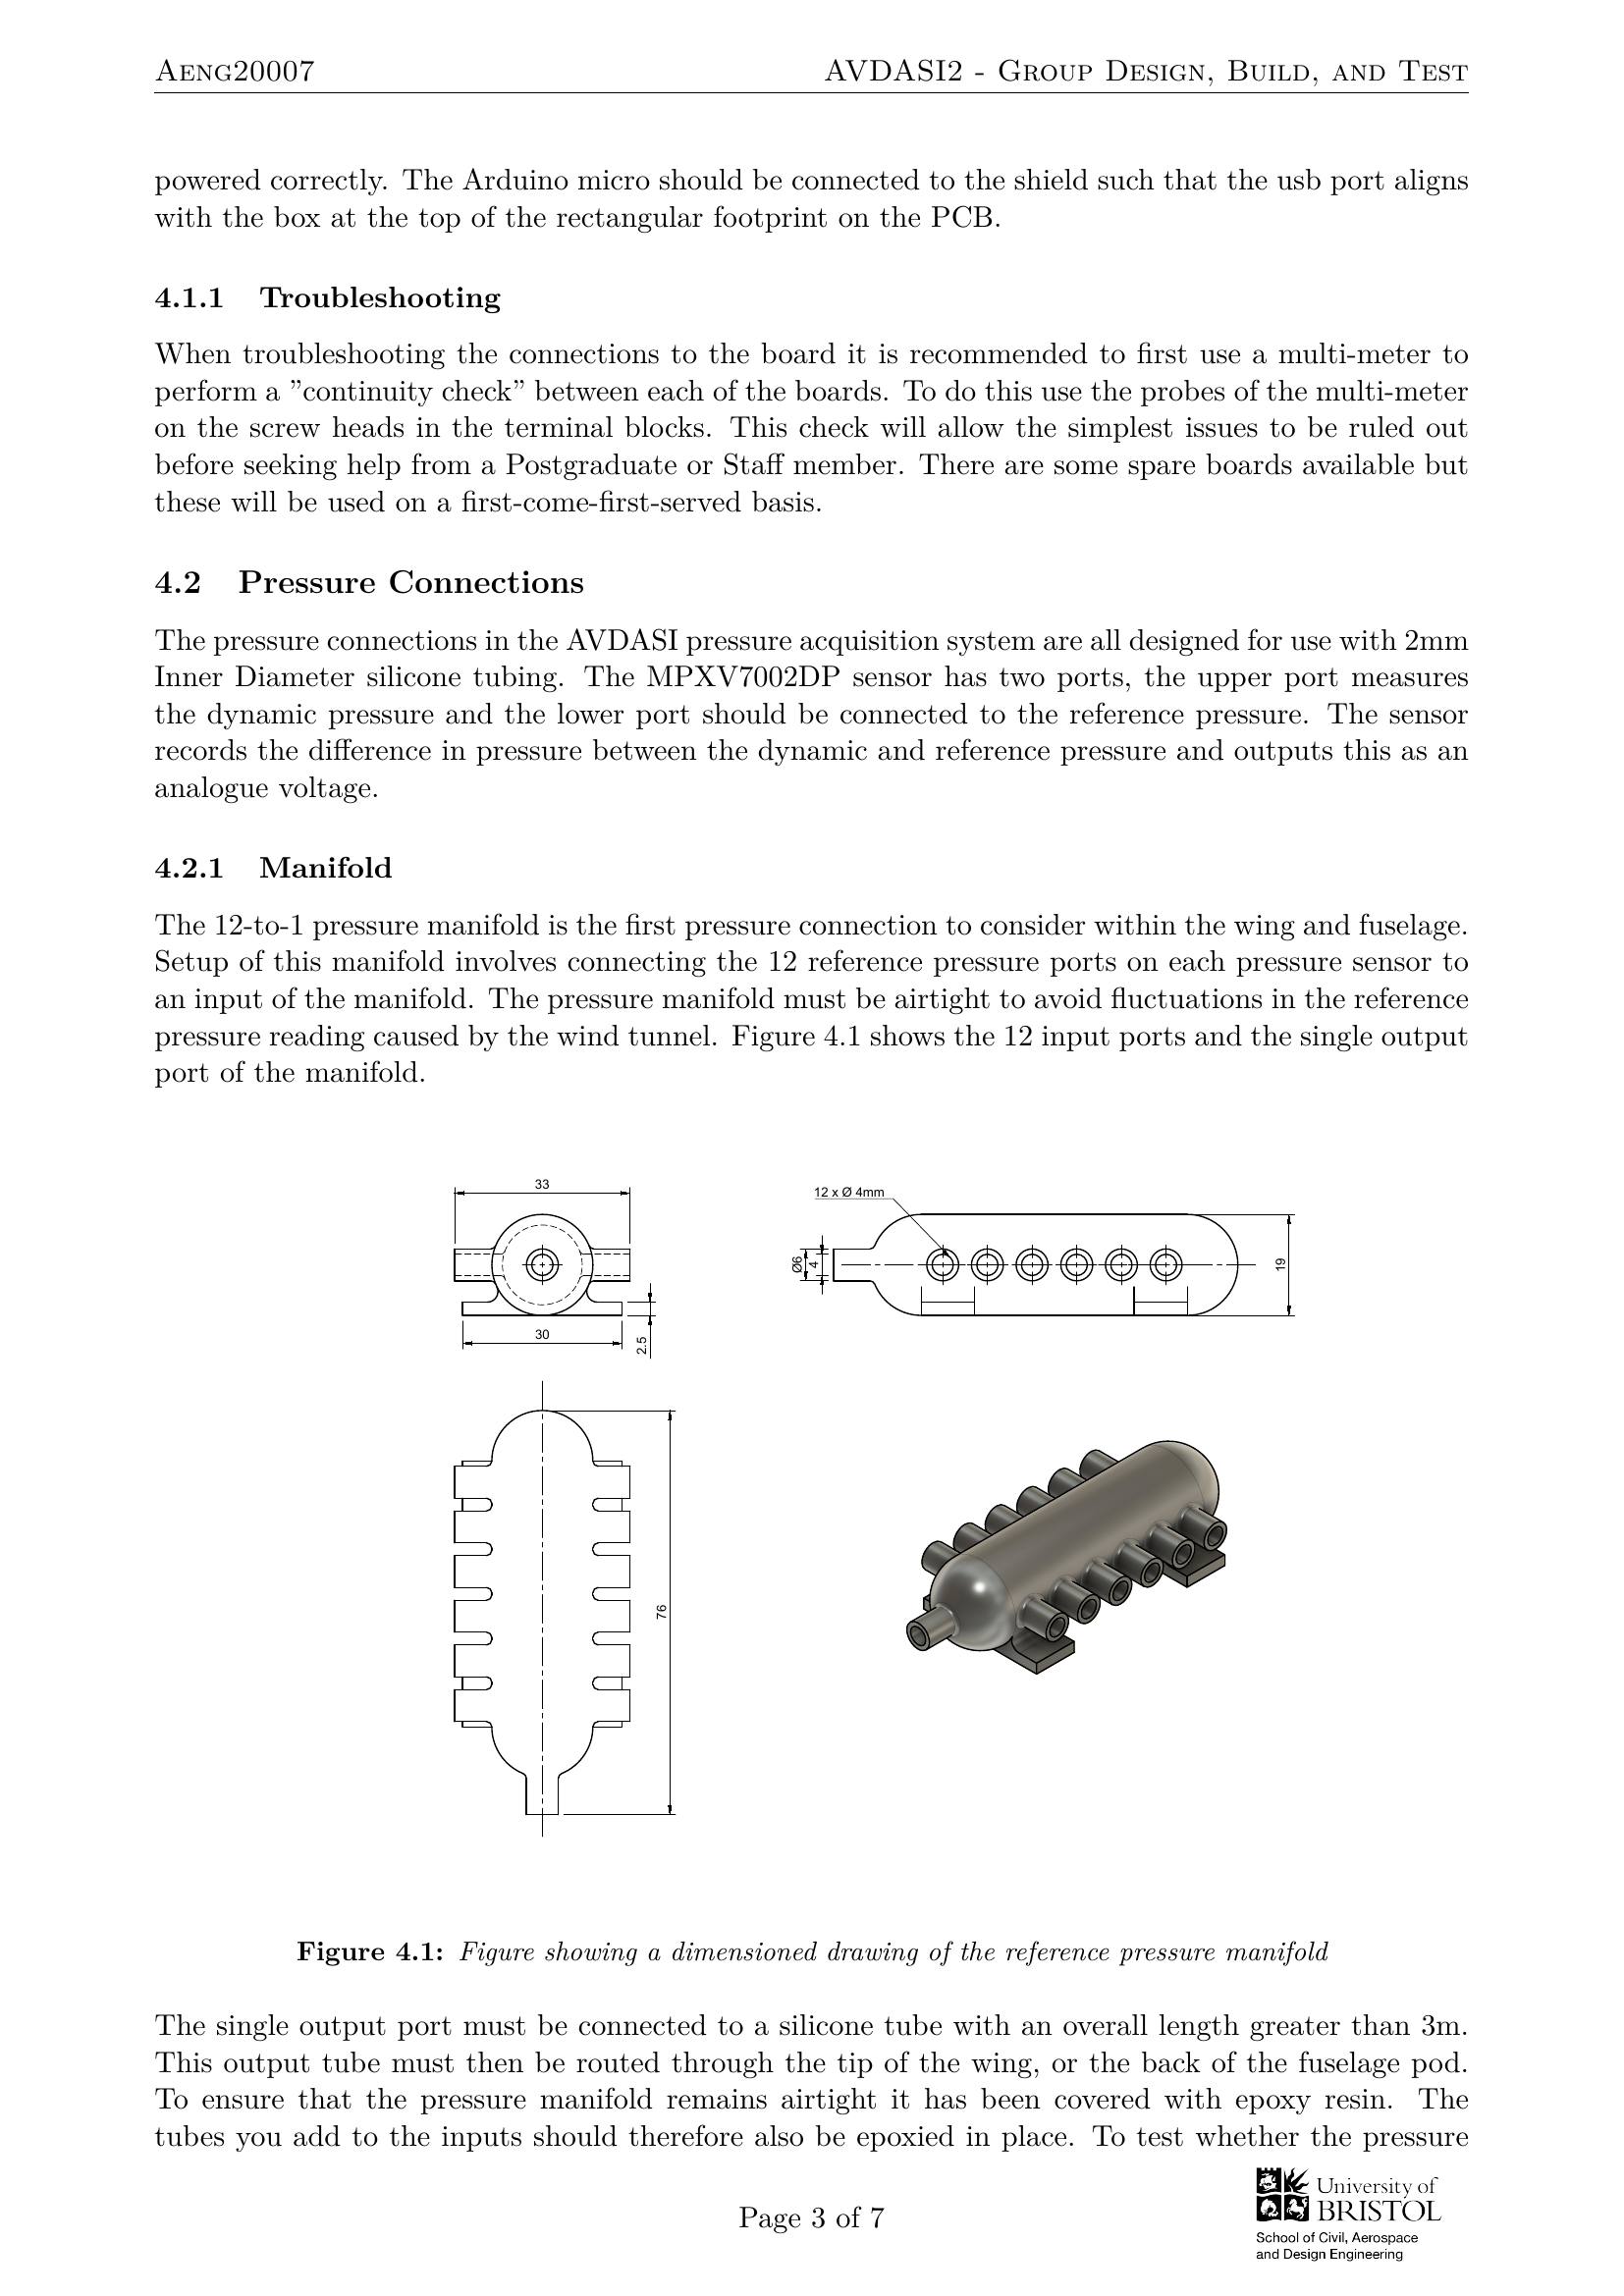 AENG20007
AVDASI2 - GROUP DESIGN, BUILD, AND TEST
powered correctly. The Arduino micro should be connected to the shield such that the usb port aligns
with the box at the top of the rectangular footprint on the PCB.
4.1.1 Troubleshooting
When troubleshooting the connections to the board it is recommended to first use a multi-meter to
perform a ”continuity check” between each of the boards. To do this use the probes of the multi-meter
on the screw heads in the terminal blocks. This check will allow the simplest issues to be ruled out
before seeking help from a Postgraduate or Staff member. There are some spare boards available but
these will be used on a first-come-first-served basis.
4.2 Pressure Connections
The pressure connections in the AVDASI pressure acquisition system are all designed for use with 2mm
Inner Diameter silicone tubing. The MPXV7002DP sensor has two ports, the upper port measures
the dynamic pressure and the lower port should be connected to the reference pressure. The sensor
records the difference in pressure between the dynamic and reference pressure and outputs this as an
analogue voltage.
4.2.1 Manifold
The 12-to-1 pressure manifold is the first pressure connection to consider within the wing and fuselage.
Setup of this manifold involves connecting the 12 reference pressure ports on each pressure sensor to
an input of the manifold. The pressure manifold must be airtight to avoid fluctuations in the reference
pressure reading caused by the wind tunnel. Figure 4.1 shows the 12 input ports and the single output
port of the manifold.
33
30
2.5
12 x Ø 4mm
Ø6
4
19
76
Figure 4.1: Figure showing a dimensioned drawing of the reference pressure manifold
The single output port must be connected to a silicone tube with an overall length greater than 3m.
This output tube must then be routed through the tip of the wing, or the back of the fuselage pod.
To ensure that the pressure manifold remains airtight it has been covered with epoxy resin. The
tubes you add to the inputs should therefore also be epoxied in place. To test whether the pressure
Page 3 of 7
University of
BRISTOL
School of Civil, Aerospace
and Design Engineering